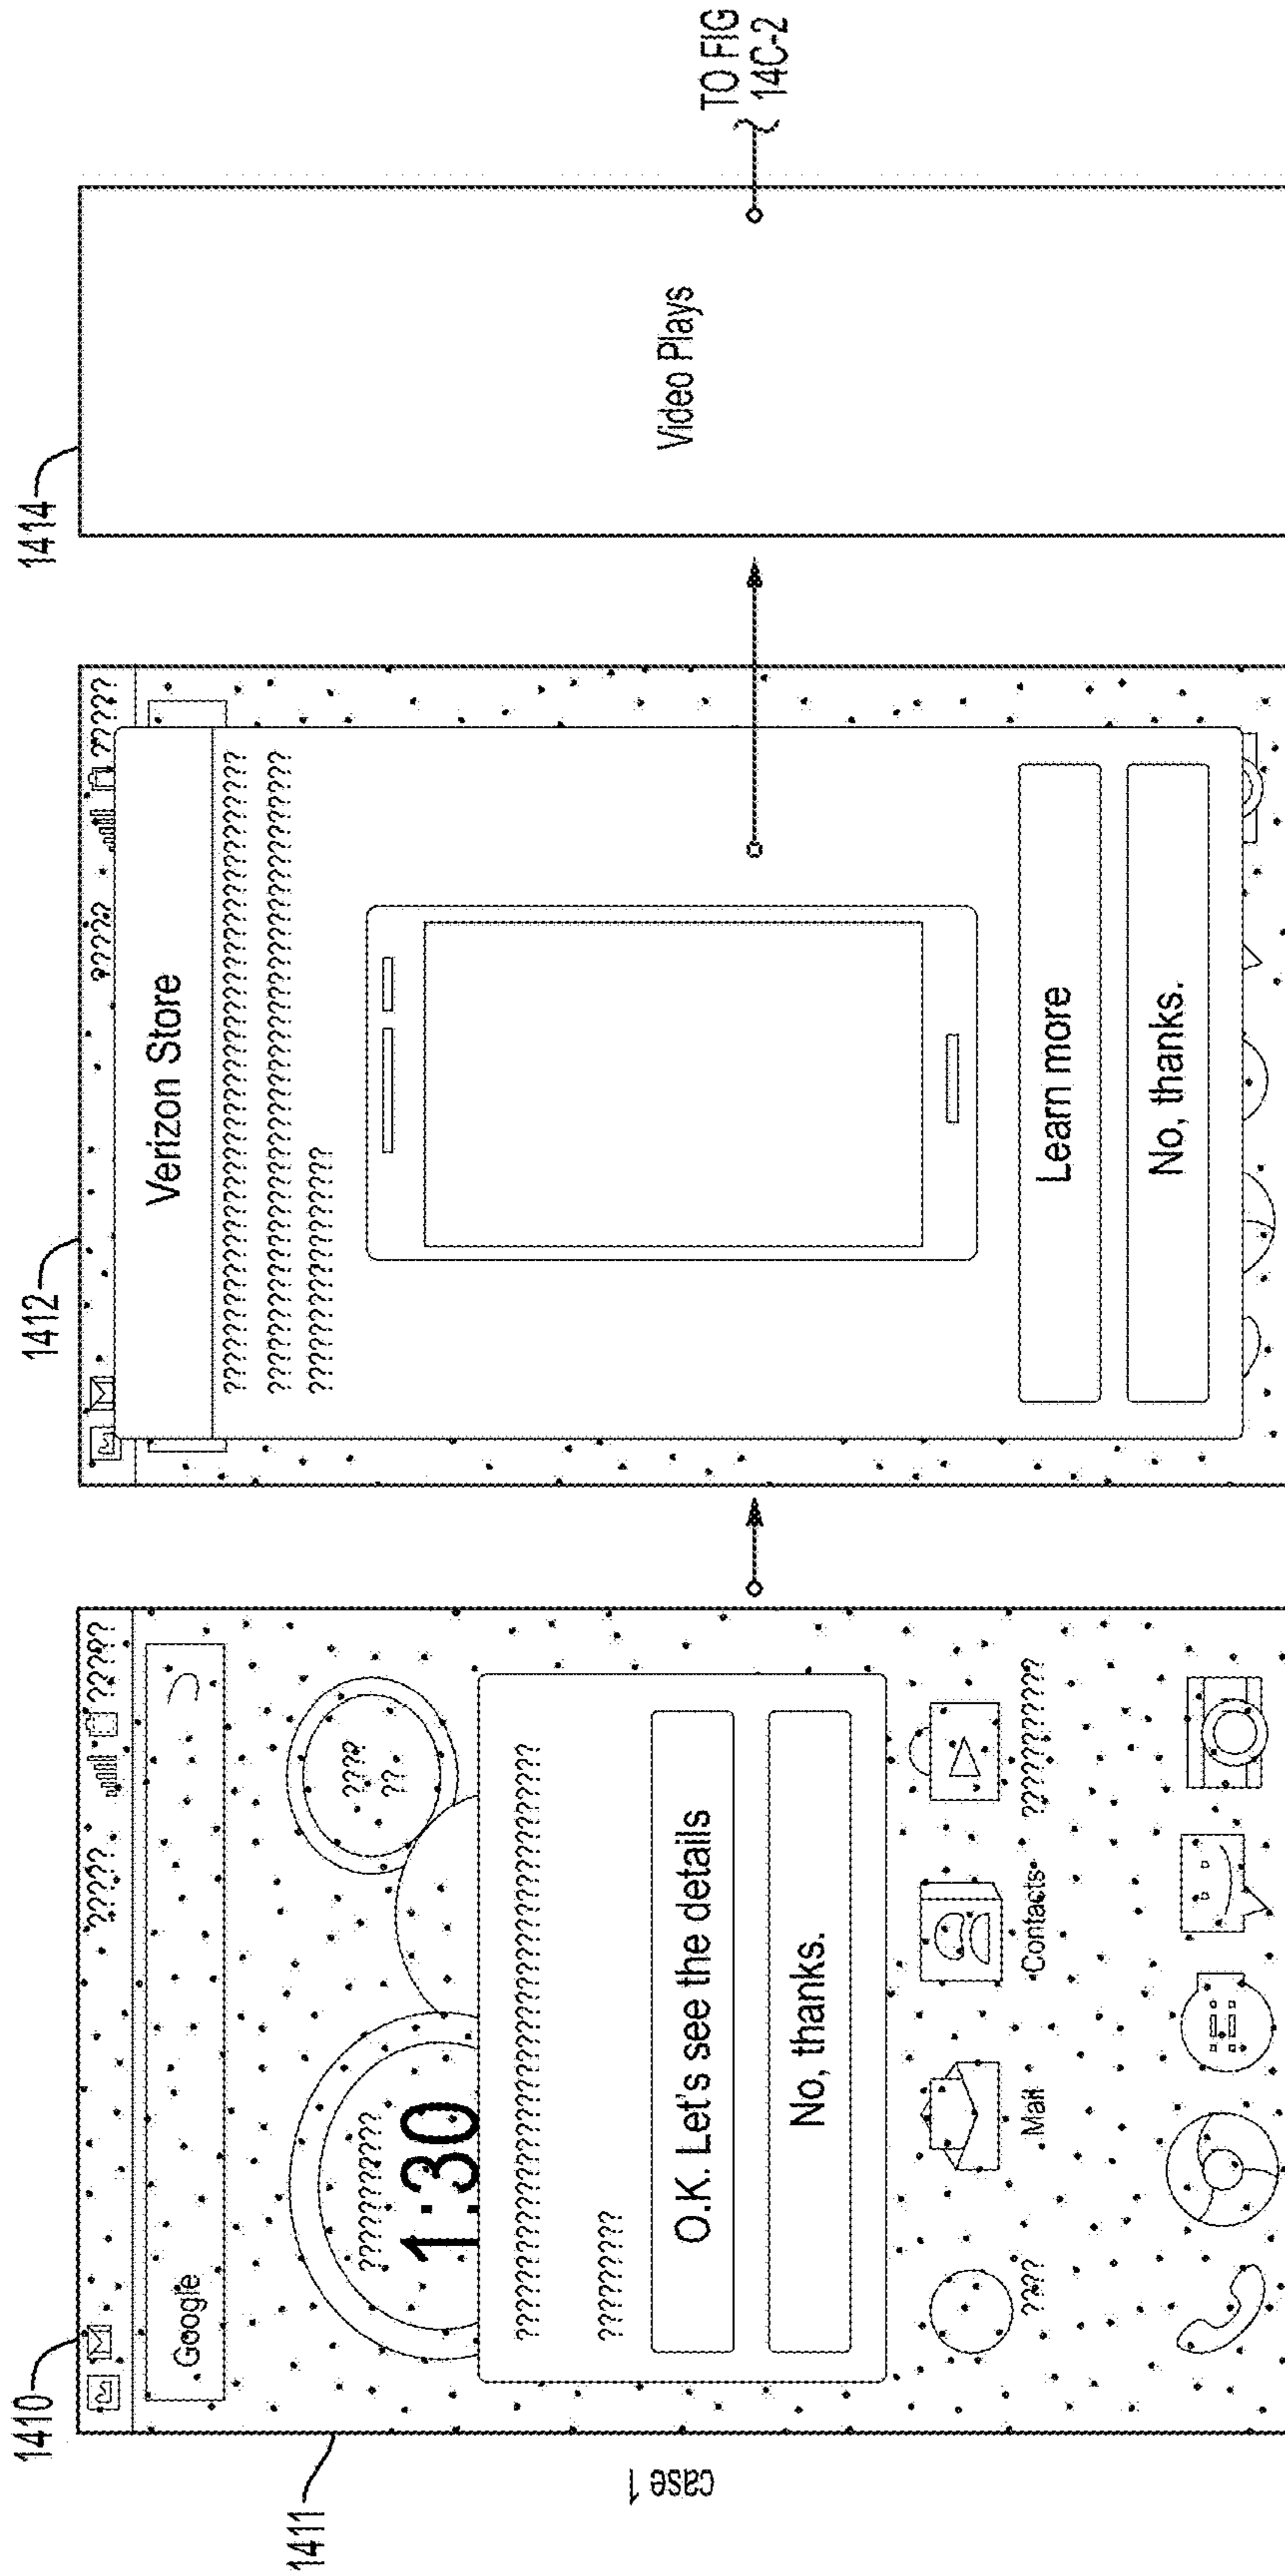 case 1
1411
1410
?????
?????
Google
????
??
??????????
1:30
????????????????????????????????????????
?????????
O.K. Let's see the details
No, thanks.
????
Mail
Contacts
??????????
1412
?????
?????
Verizon Store
????????????????????????????????????????????
????????????????????????????????????????????
?????????????????
Learn more
No, thanks.
1414
Video Plays
TO FIG
14C-2